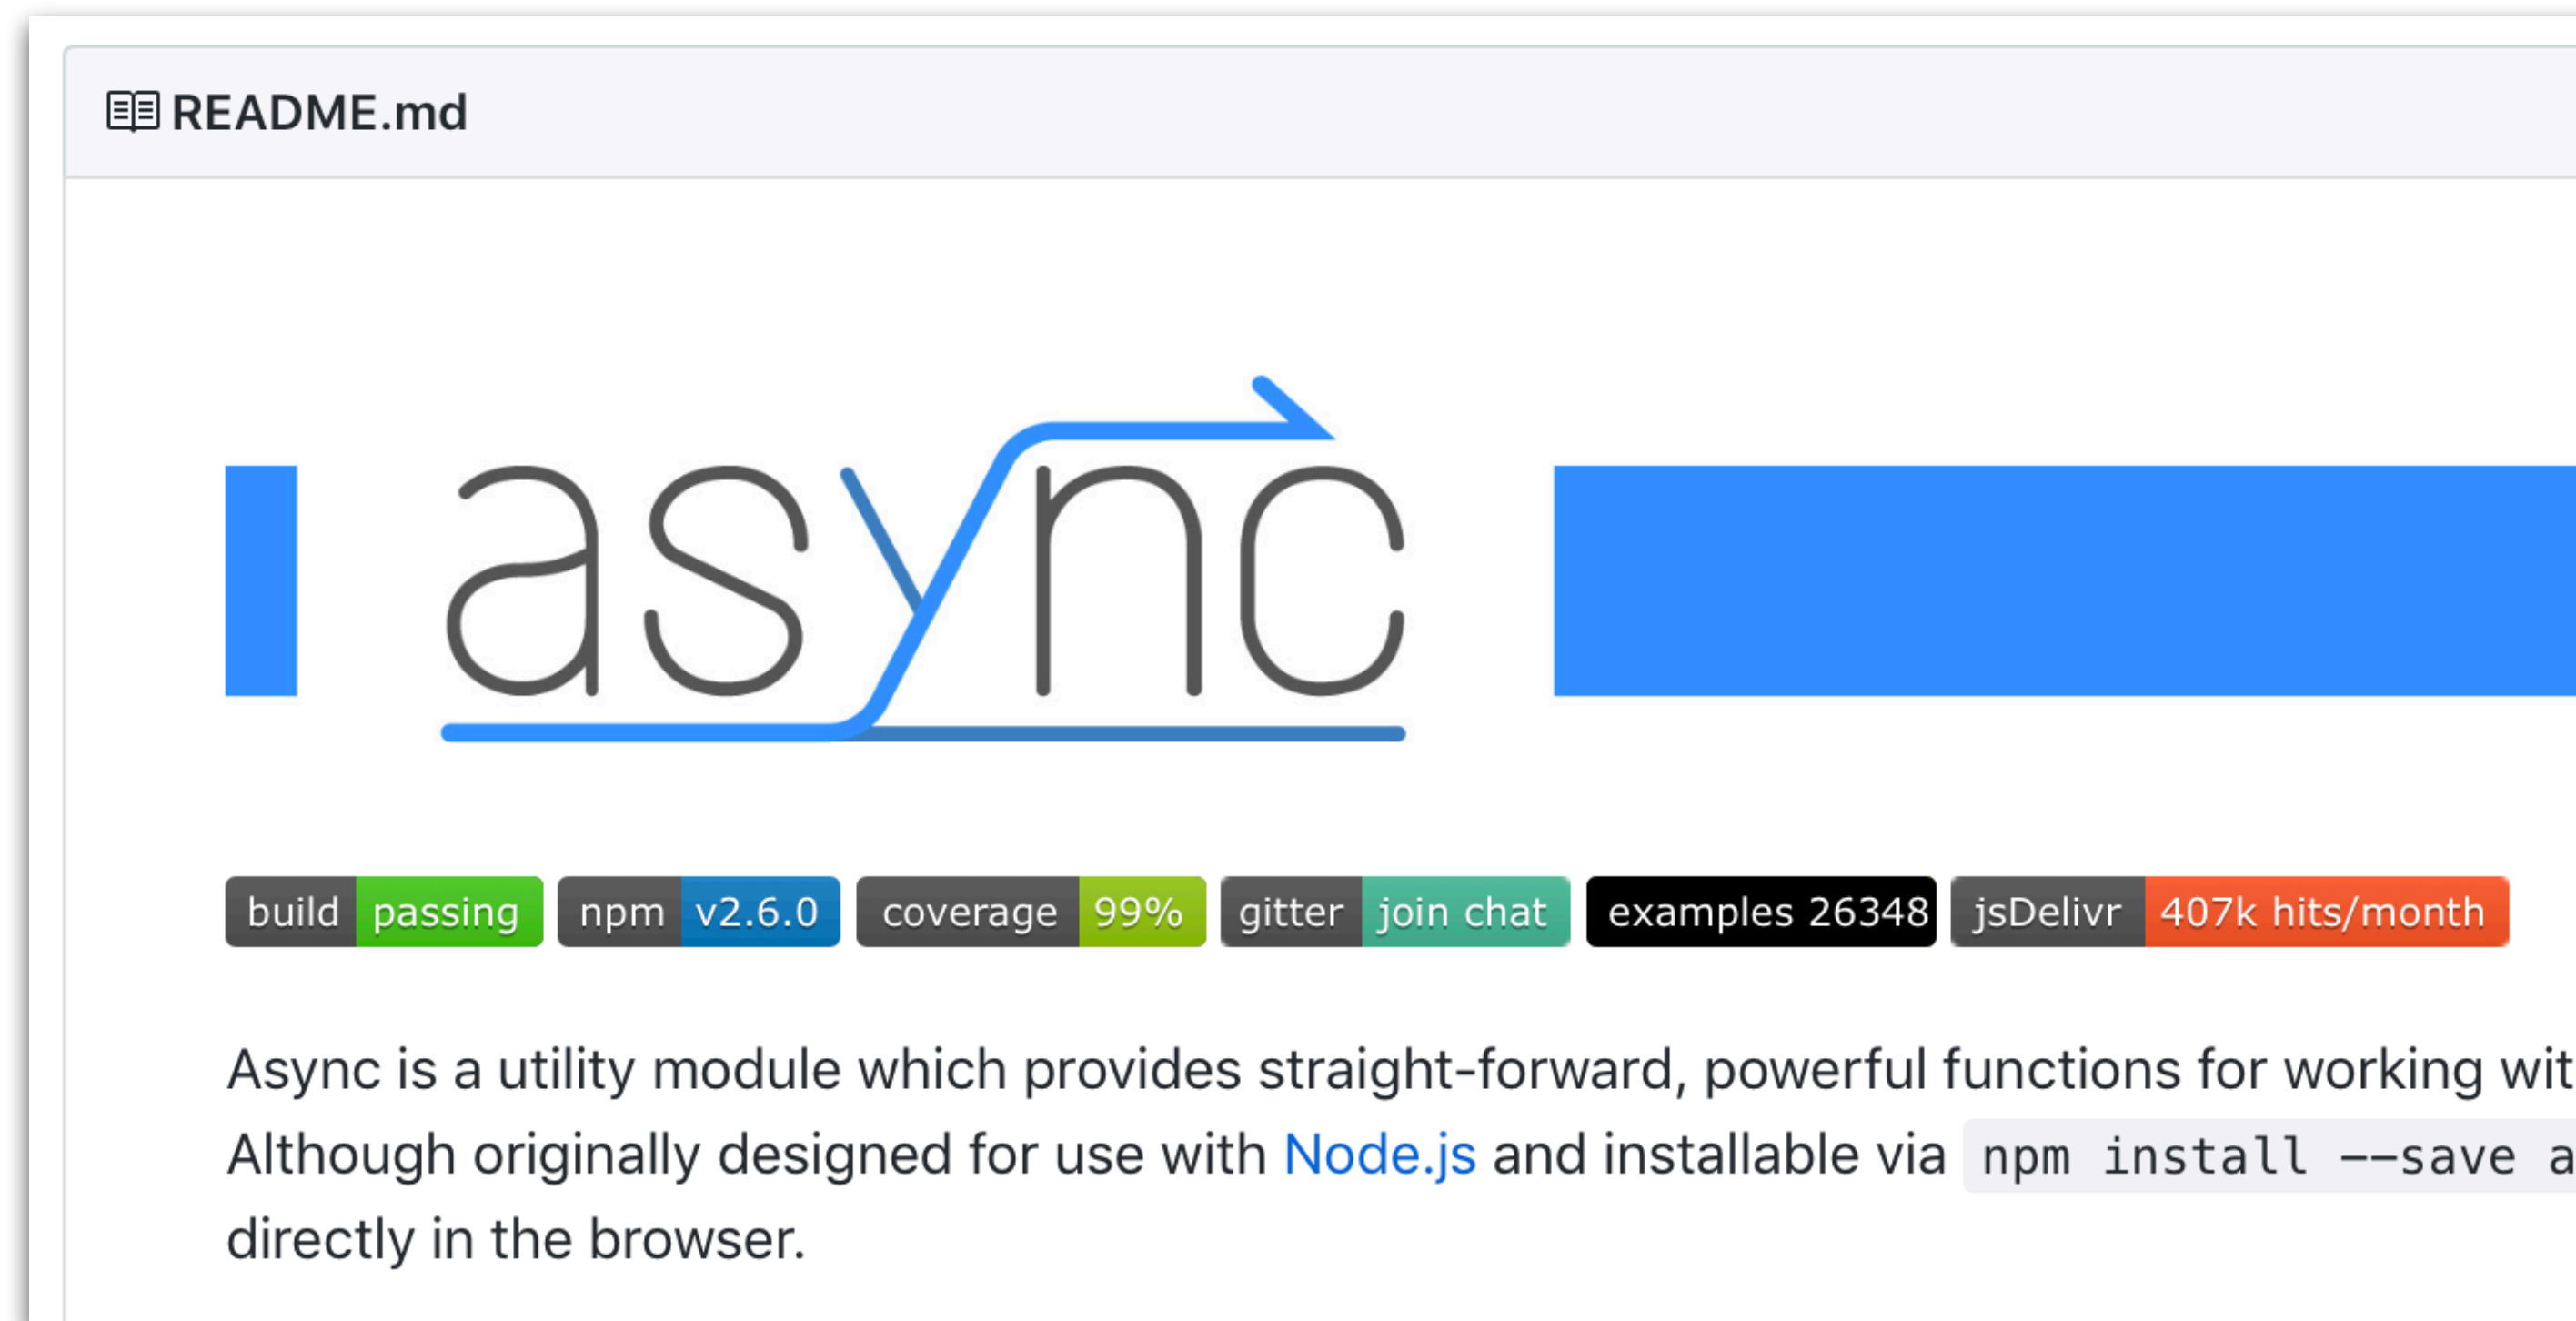 README.md
async
build passing npm v2.6.0 coverage 99% gitter join chat examples 26348 jsDelivr 407k hits/month
Async is a utility module which provides straight-forward, powerful functions for working
Although originally designed for use with Node.js and installable via npm install --save
directly in the browser.